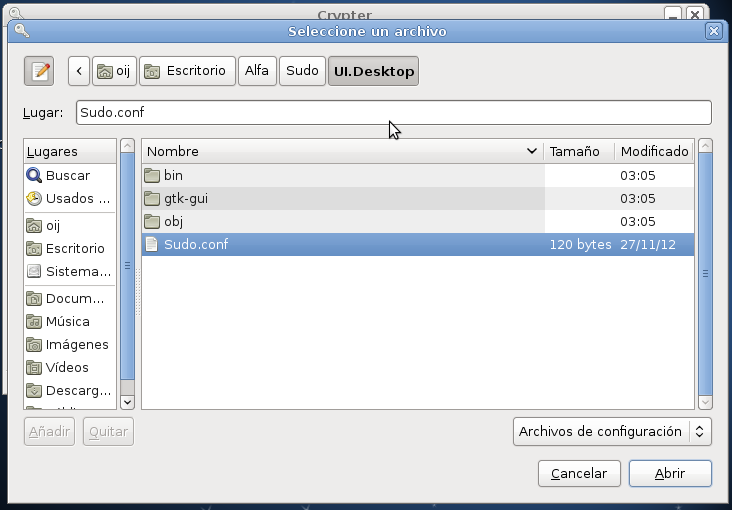 Crypter
Seleccione un archivo
oij Escritorio Alfa Sudo UI.Desktop
Lugar: Sudo.conf
Lugares Nombre Tamaño Modificado
Buscar bin 03:05
Usados ... gtk-gui 03:05
oij obj 03:05
Escritorio Sudo.conf 120 bytes 27/11/12
Sistema...
Docum...
Música
Imágenes
Vídeos
Descarg...
Añadir Quitar Archivos de configuración
Cancelar Abrir